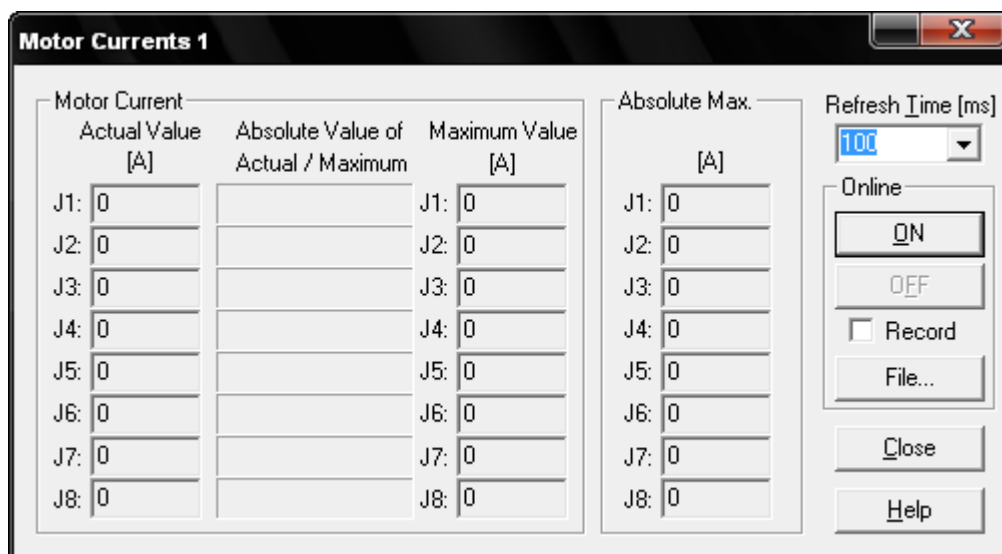 Motor Currents 1
Motor Current
Absolute Max.
Refresh Time [ms]
Actual Value Absolute Value of Maximum Value
[A] Actual / Maximum [A] [A]
100
Online
J1: 0 J1: 0 J1: 0
ON
J2: 0 J2: 0 J2: 0
J3: 0 J3: 0 J3: 0
OFF
J4: 0 J4: 0 J4: 0
Record
J5: 0 J5: 0 J5: 0
File...
J6: 0 J6: 0 J6: 0
J7: 0 J7: 0 J7: 0
Close
J8: 0 J8: 0 J8: 0
Help